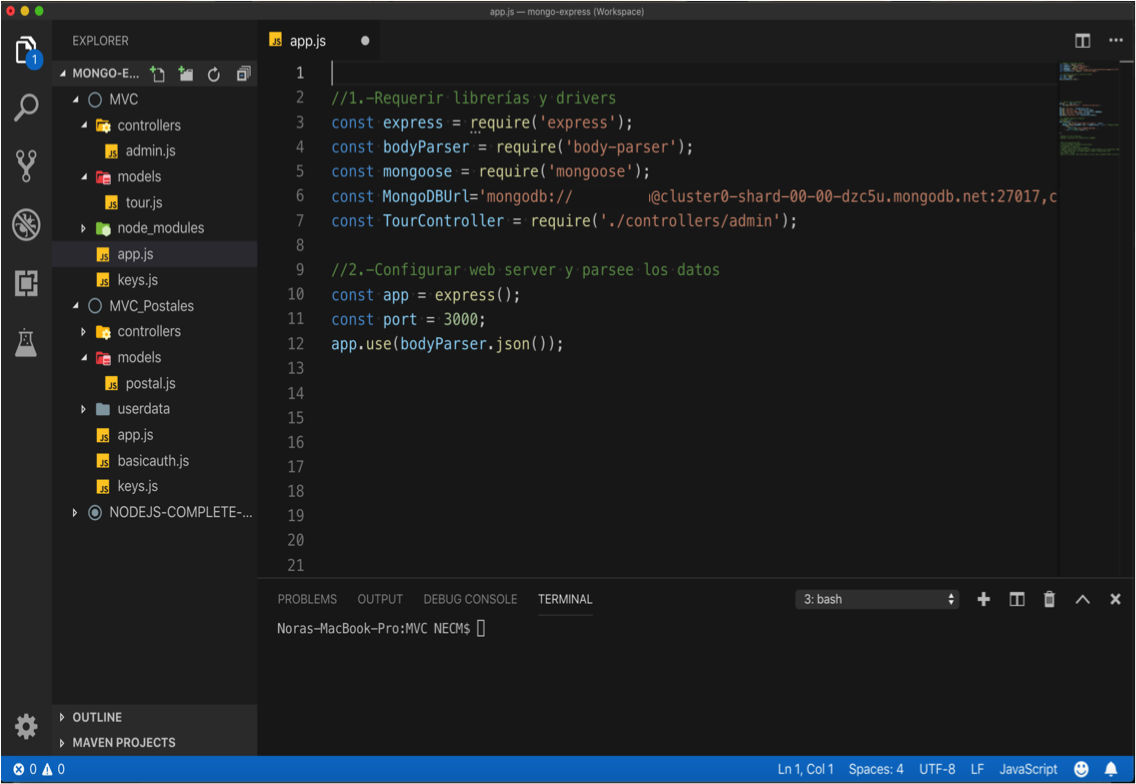 app.js — mongo-express (Workspace)
EXPLORER
MONGO-E...
MVC
controllers
admin.js
models
tour.js
node_modules
app.js
keys.js
MVC_Postales
controllers
models
postal.js
userdata
app.js
basicauth.js
keys.js
NODEJS-COMPLETE-...
OUTLINE
MAVEN PROJECTS
1
app.js
1
2 //1.-Requerir librerías y drivers
3 const express = require('express');
4 const bodyParser = require('body-parser');
5 const mongoose = require('mongoose');
6 const MongoDBUrl='mongodb:// @cluster0-shard-00-00-dzc5u.mongodb.net:27017,c
7 const TourController = require('./controllers/admin');
8
9 //2.-Configurar web server y parsee los datos
10 const app = express();
11 const port = 3000;
12 app.use(bodyParser.json());
13
14
15
16
17
18
19
20
21
PROBLEMS OUTPUT DEBUG CONSOLE TERMINAL 3: bash
Noras-MacBook-Pro:MVC NECM$
0 0 Ln 1, Col 1 Spaces: 4 UTF-8 LF JavaScript